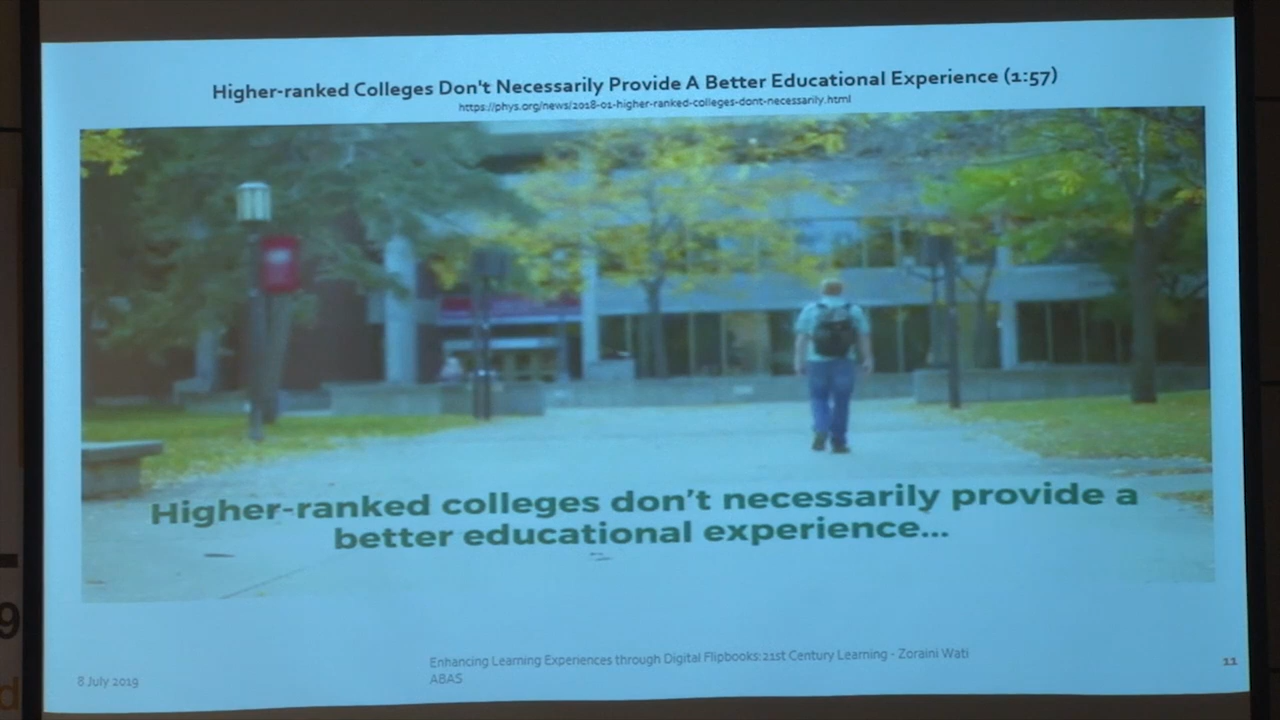 Higher-ranked Colleges Don't Necessarily Provide A Better Educational Experience (1:57)
https://phys.org/news/2018-01-higher-ranked-colleges-dont-necessarily.html
Higher-ranked colleges don't necessarily provide a
better educational experience...
Enhancing Learning Experiences through Digital Flipbooks:21st Century Learning - Zoraini Wati
ABAS
8 July 2019
11
9
d